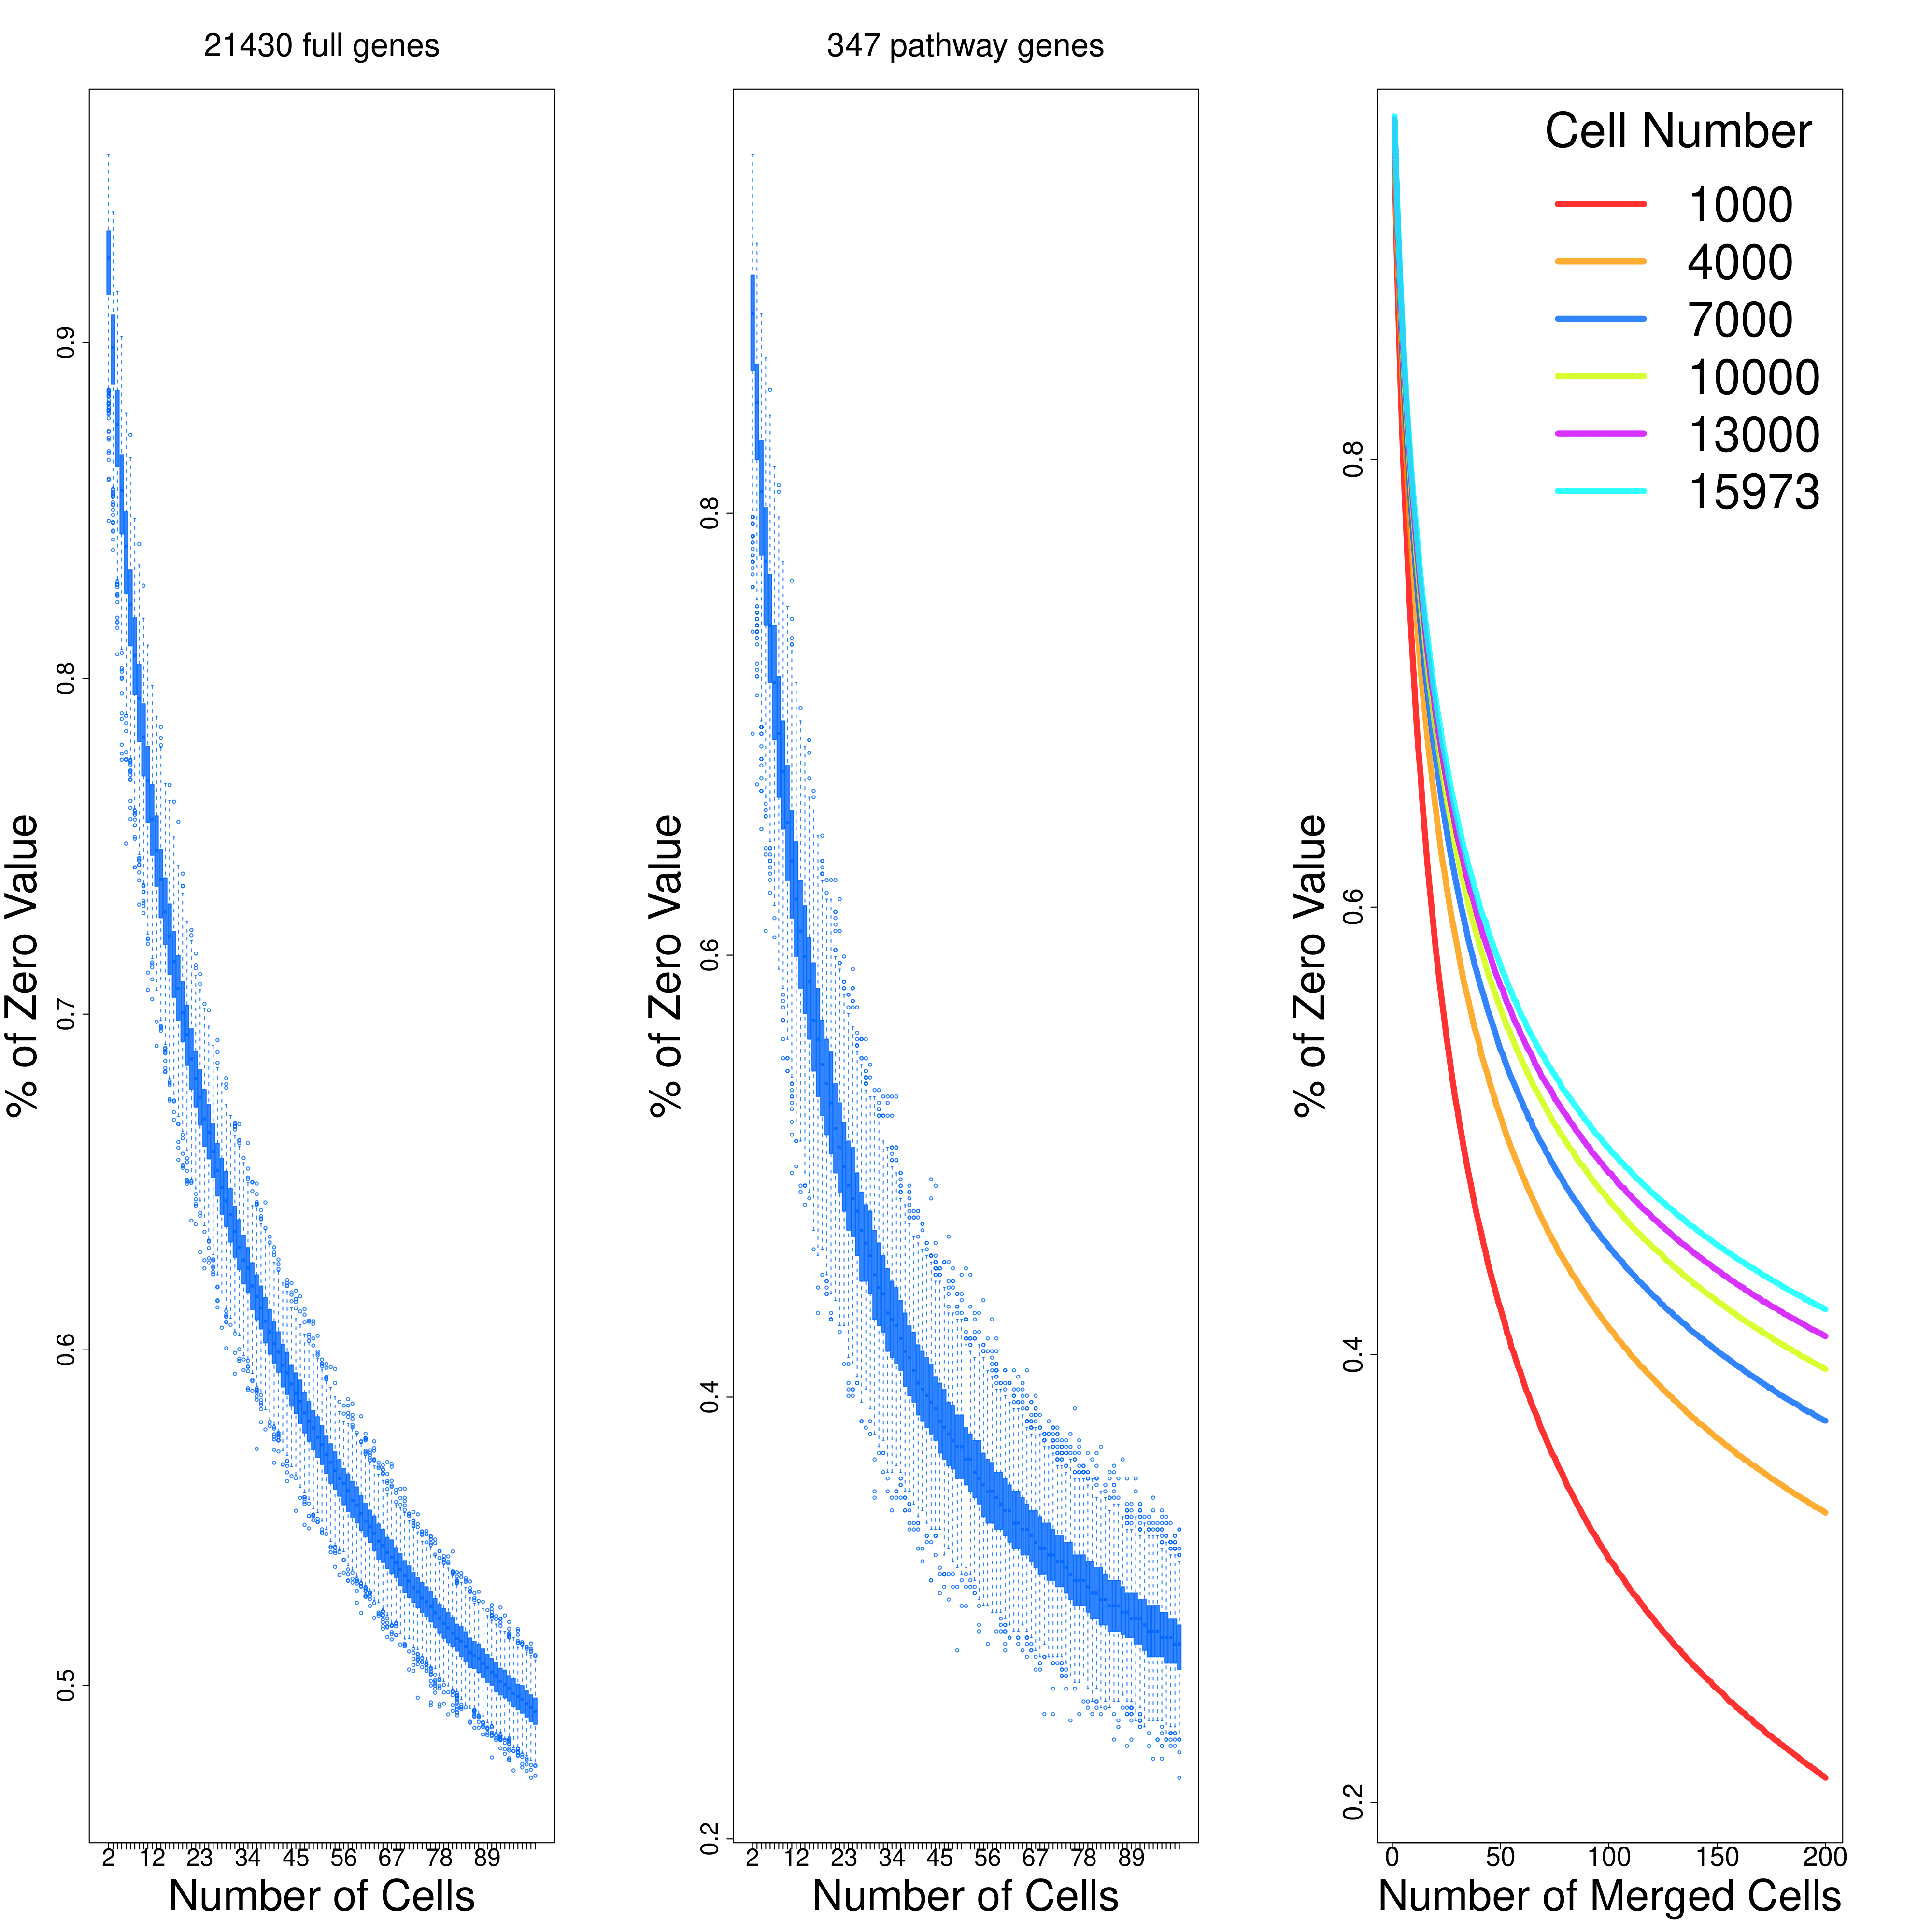 21430 full genes
% of Zero Value
0.9
0.8
0.7
0.6
0.5
2 12 23 34 45 56 67 78 89
Number of Cells
347 pathway genes
% of Zero Value
0.8
0.6
0.4
0.2
2 12 23 34 45 56 67 78 89
Number of Cells
Cell Number
1000
4000
7000
10000
13000
15973
% of Zero Value
0.8
0.6
0.4
0.2
0 50 100 150 200
Number of Merged Cells